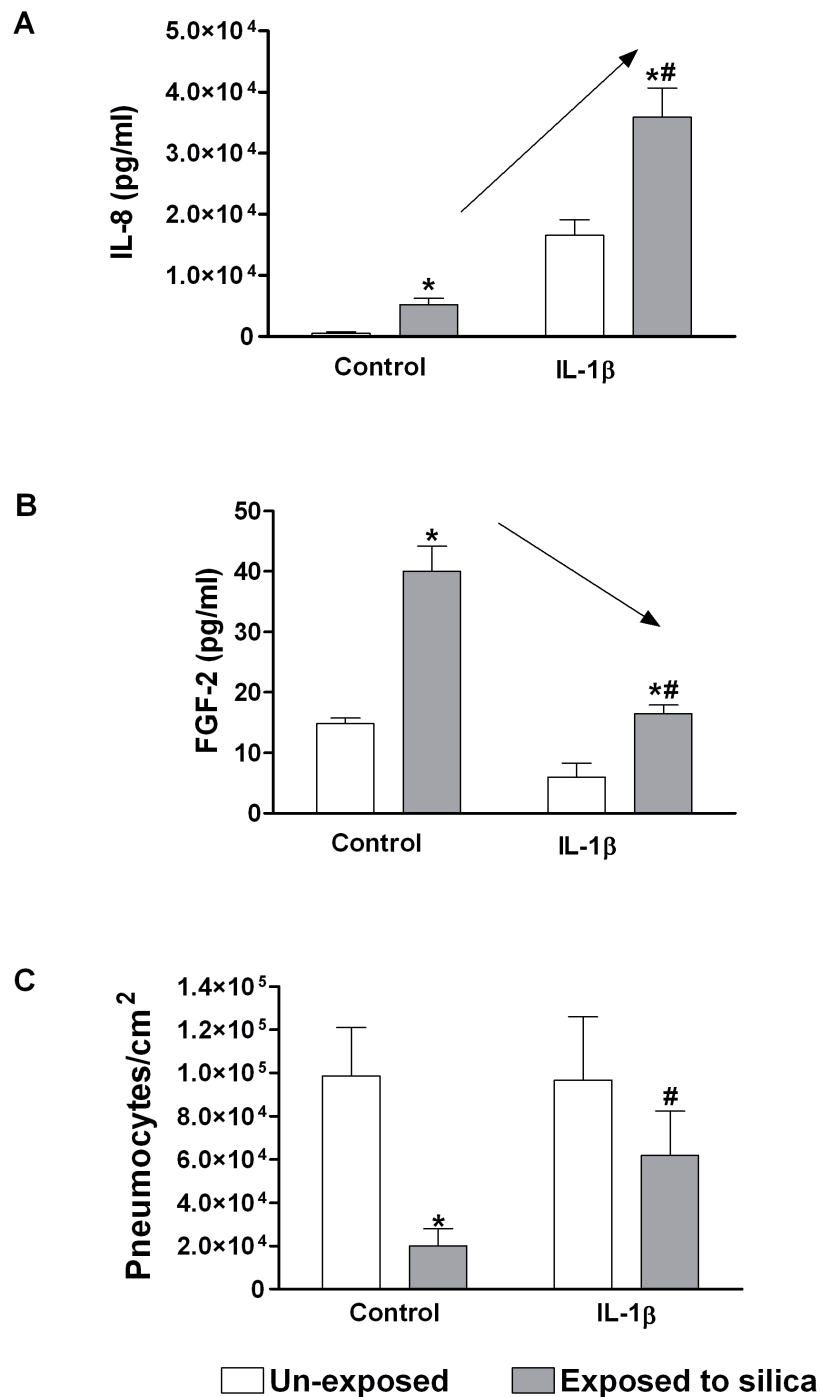 A
IL-8 (pg/ml)
5.0×10⁴
4.0×10⁴
3.0×10⁴
2.0×10⁴
1.0×10⁴
0
*
*#
Control IL-1β
B
FGF-2 (pg/ml)
50
40
30
20
10
0
*
*#
Control IL-1β
C
Pneumocytes/cm²
1.4×10⁵
1.2×10⁵
1.0×10⁵
8.0×10⁴
6.0×10⁴
4.0×10⁴
2.0×10⁴
0
*
#
Control IL-1β
Un-exposed Exposed to silica